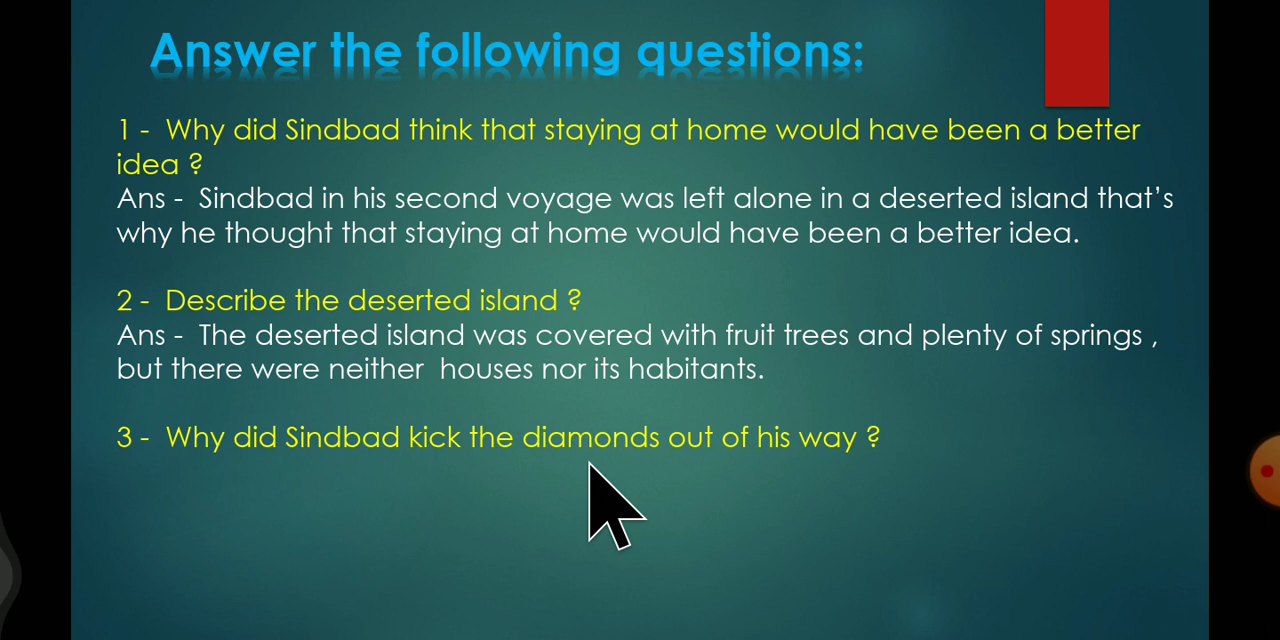 Answer the following questions:
1 - Why did Sindbad think that staying at home would have been a better
idea ?
Ans - Sindbad in his second voyage was left alone in a deserted island that's
why he thought that staying at home would have been a better idea.
2 - Describe the deserted island ?
Ans - The deserted island was covered with fruit trees and plenty of springs ,
but there were neither houses nor its habitants.
3 - Why did Sindbad kick the diamonds out of his way ?